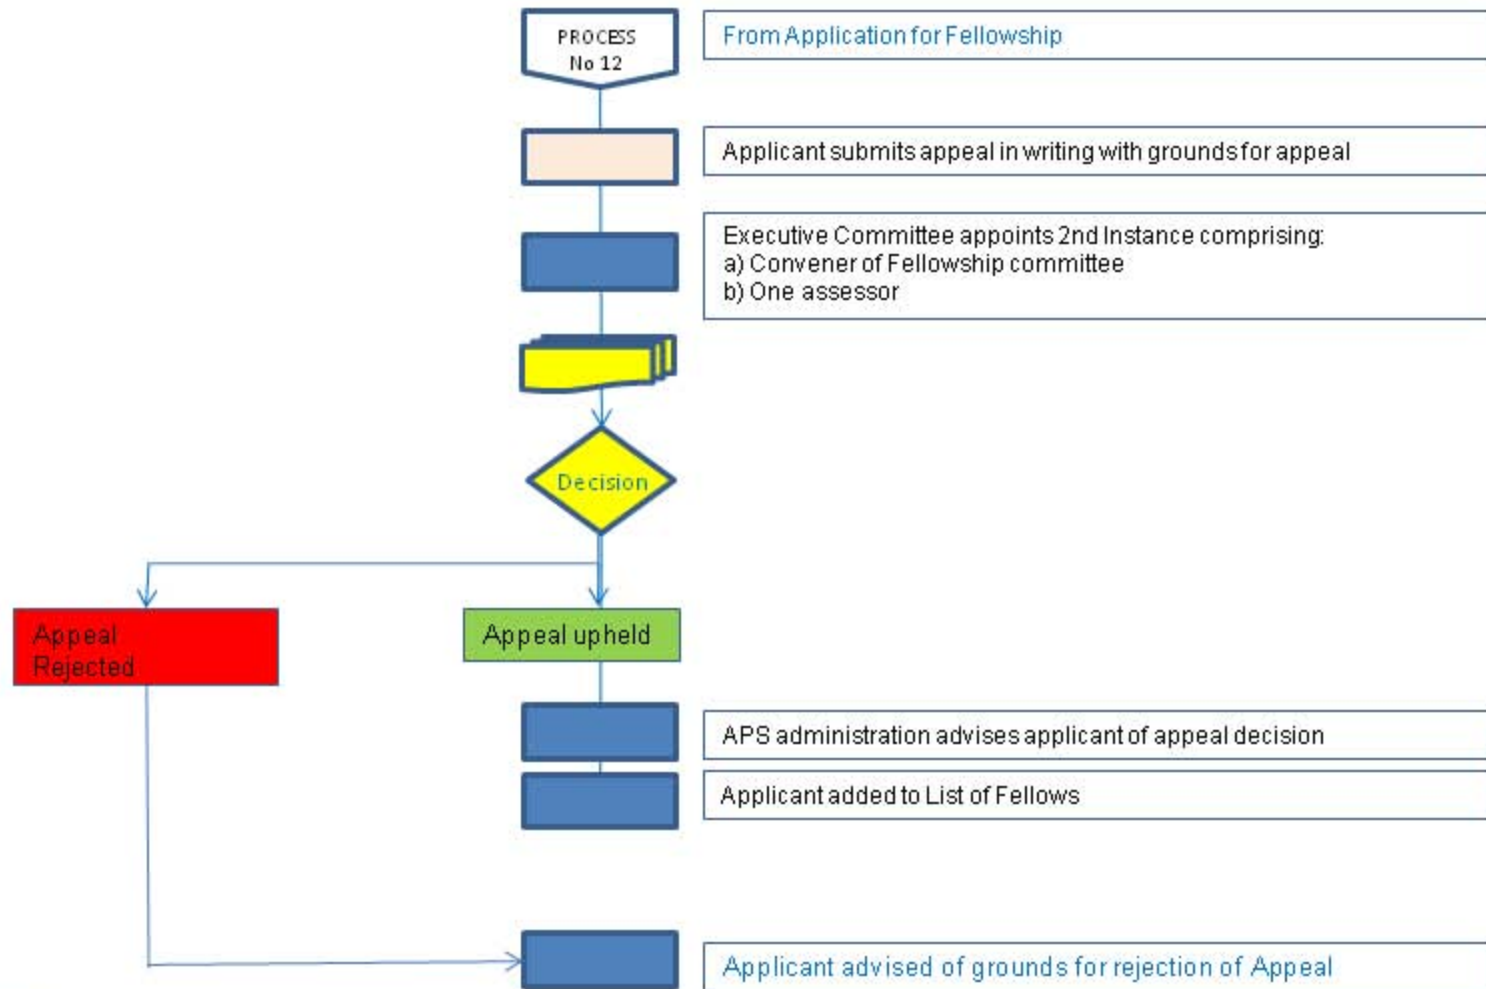 PROCESS
No 12
From Application for Fellowship
Applicant submits appeal in writing with grounds for appeal
Executive Committee appoints 2nd Instance comprising:
a) Convener of Fellowship committee
b) One assessor
Decision
Appeal
Rejected
Appeal upheld
APS administration advises applicant of appeal decision
Applicant added to List of Fellows
Applicant advised of grounds for rejection of Appeal